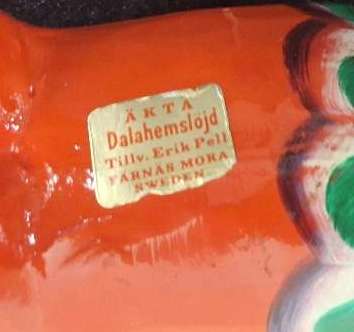 ÄKTA
Dalahemslöjd
Tillv. Erik Pell
FÄRNÄS-MORA
SWEDEN